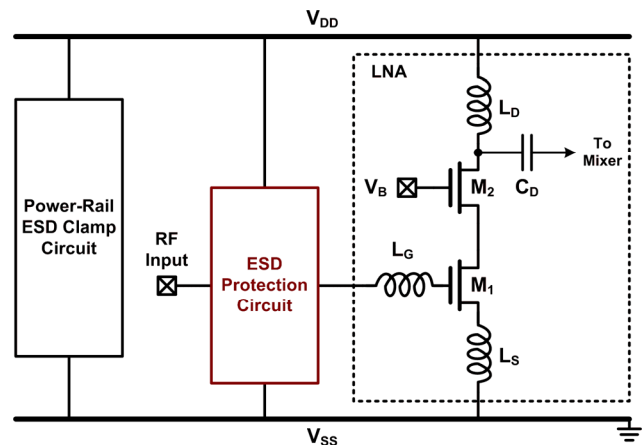 VDD
LNA
LD
To
Mixer
CD
VB
M2
Power-Rail
ESD Clamp
Circuit
RF
Input
ESD
Protection
Circuit
LG
M1
LS
VSS